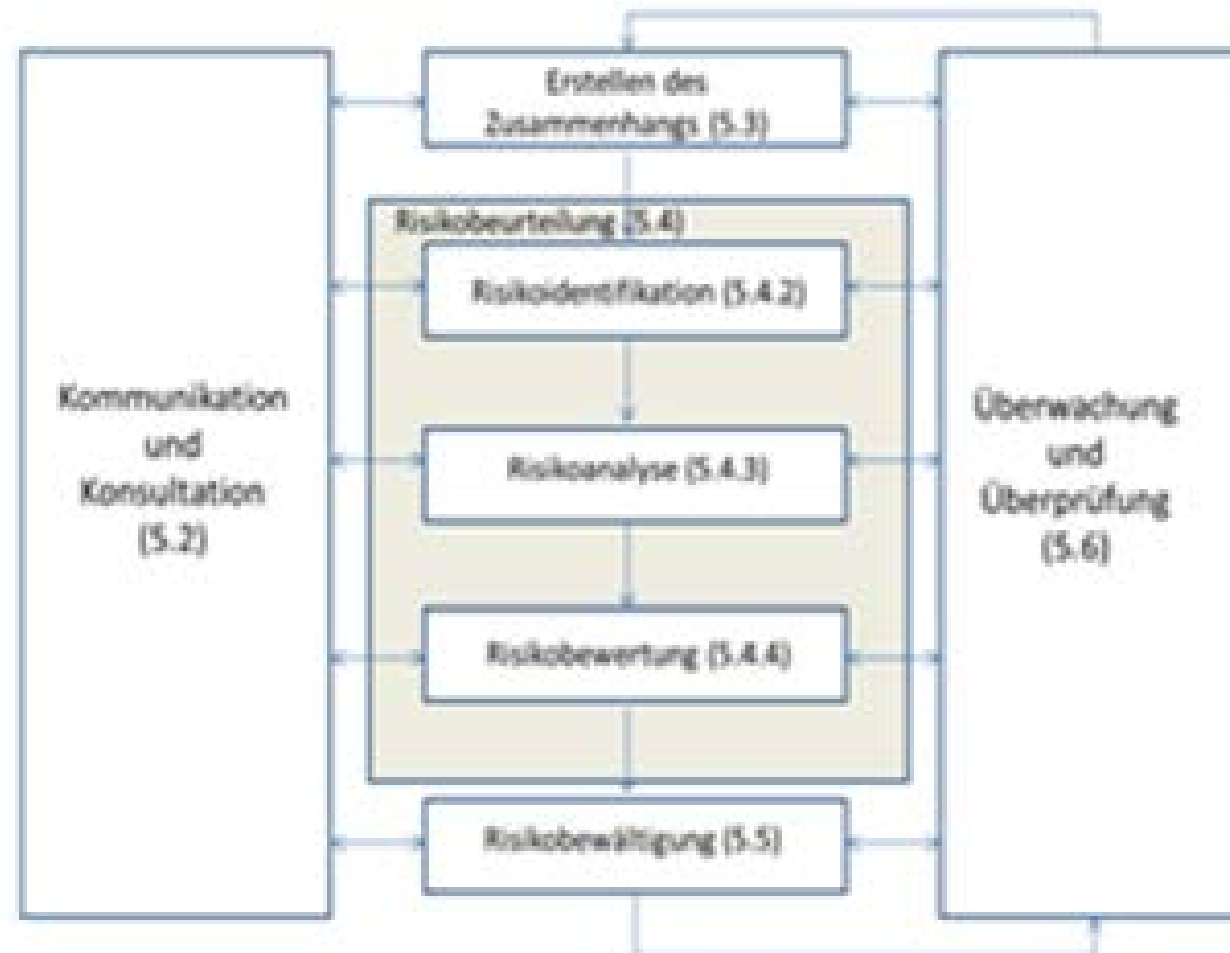 Erstellen des
Zusammenhangs (5.3)
Risikobeurteilung (5.4)
Risikoidentifikation (5.4.2)
Kommunikation
und
Konsultation
(5.2)
Risikoanalyse (5.4.3)
Überwachung
und
Überprüfung
(5.6)
Risikobewertung (5.4.4)
Risikobewältigung (5.5)